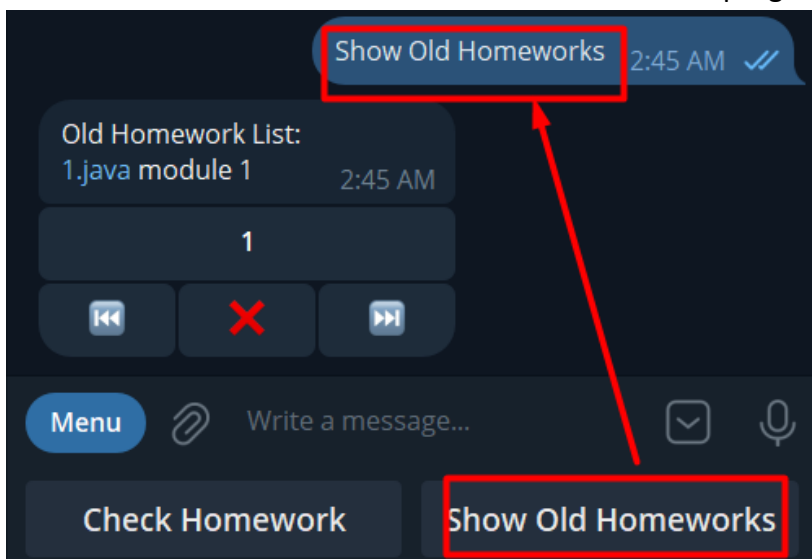 Show Old Homeworks 2:45 AM
Old Homework List:
1.java module 1 2:45 AM
1
Menu Write a message...
Check Homework Show Old Homeworks